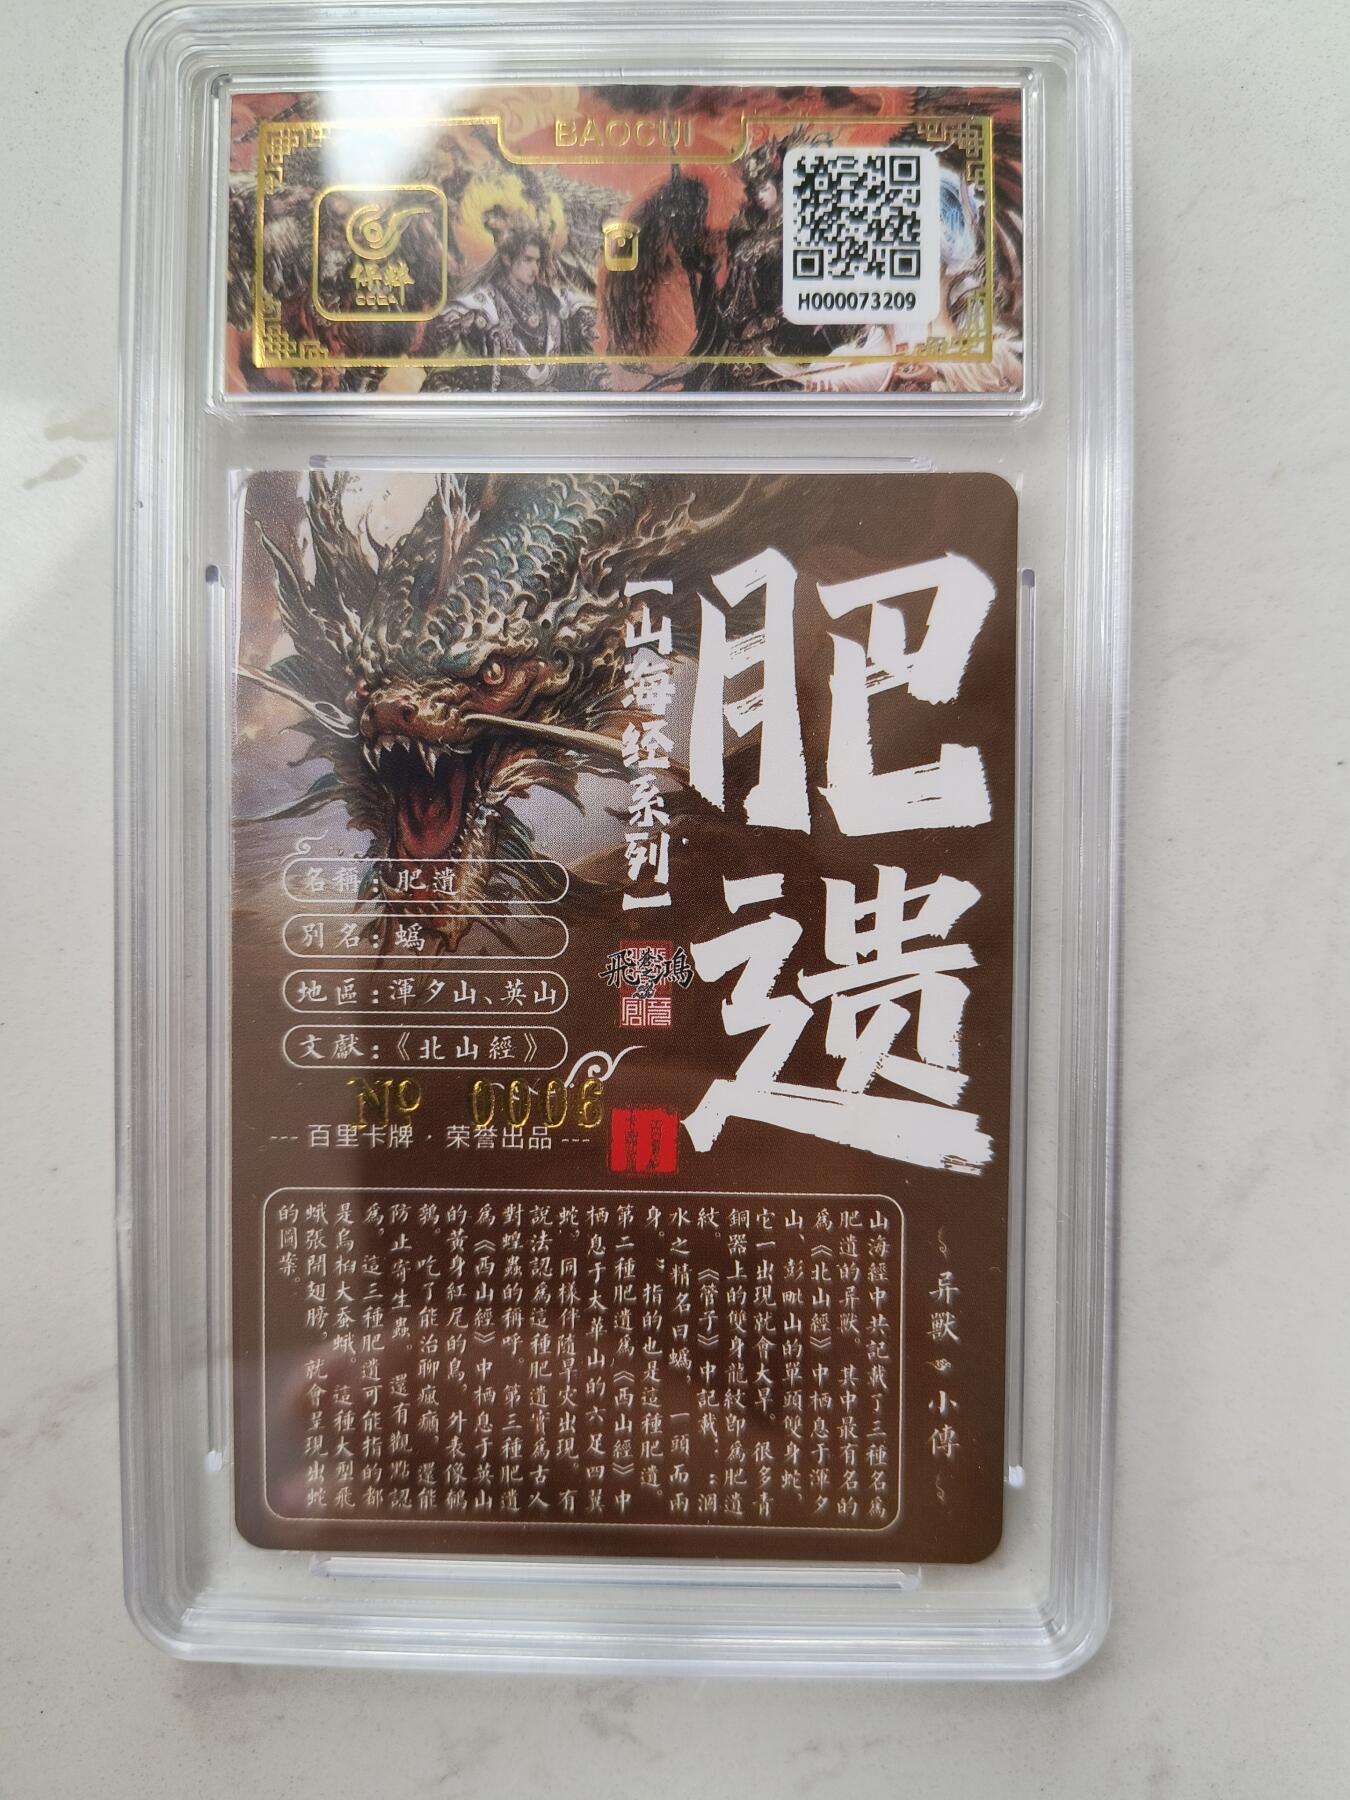 BAOCUI
保粹
CCGA
H000073209
肥遗
【山海经系列】
飛鴻
名稱：肥遺
別名：蟡
地區：渾夕山、英山
文獻：《北山經》
Nº 0006
--- 百里卡牌 · 荣誉出品 ---
异獸 小傳
山海經中共記載了三種名爲
肥遺的异獸。其中最有名的
爲《北山經》中栖息于渾夕
山、彭毗山的單頭雙身蛇，
它一出現就會大旱。很多青
銅器上的雙身龍紋即爲肥遺
紋。《管子》中記載：：涸
水之精名曰蟡，一頭而兩
身。"指的也是這種肥遺。
第二種肥遺爲《西山經》中
栖息于太華山的六足四翼
蛇。同樣伴隨旱灾出現。有
說法認爲這種肥遺實爲古人
對蝗蟲的稱呼。第三種肥遺
爲《西山經》中栖息于英山
的黃身紅尾的鳥，外表像鵪
鶉。吃了能治聊瘋癲，還能
防止寄生蟲。還有觀點認
爲，這三種肥遺可能指的都
是烏桕大蚕蛾。這種大型飛
蛾張開翅膀，就會呈現出蛇
的圖案。